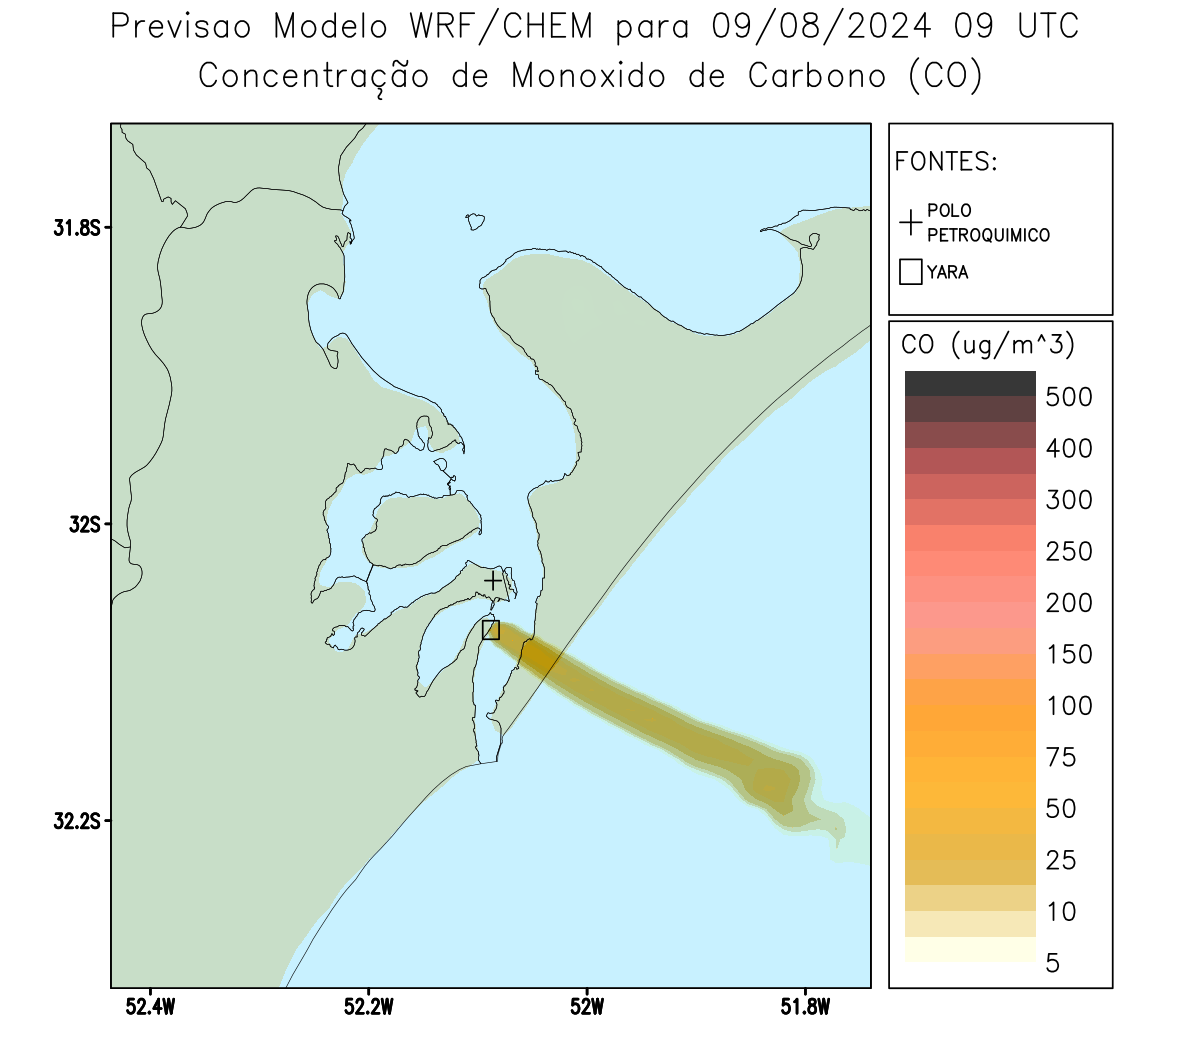 Previsao Modelo WRF/CHEM para 09/08/2024 09 UTC
Concentração de Monoxido de Carbono (CO)
FONTES:
POLO
PETROQUIMICO
YARA
CO (ug/m^3)
500
400
300
250
200
150
100
75
50
25
10
5
31.8S
32S
32.2S
52.4W
52.2W
52W
51.8W